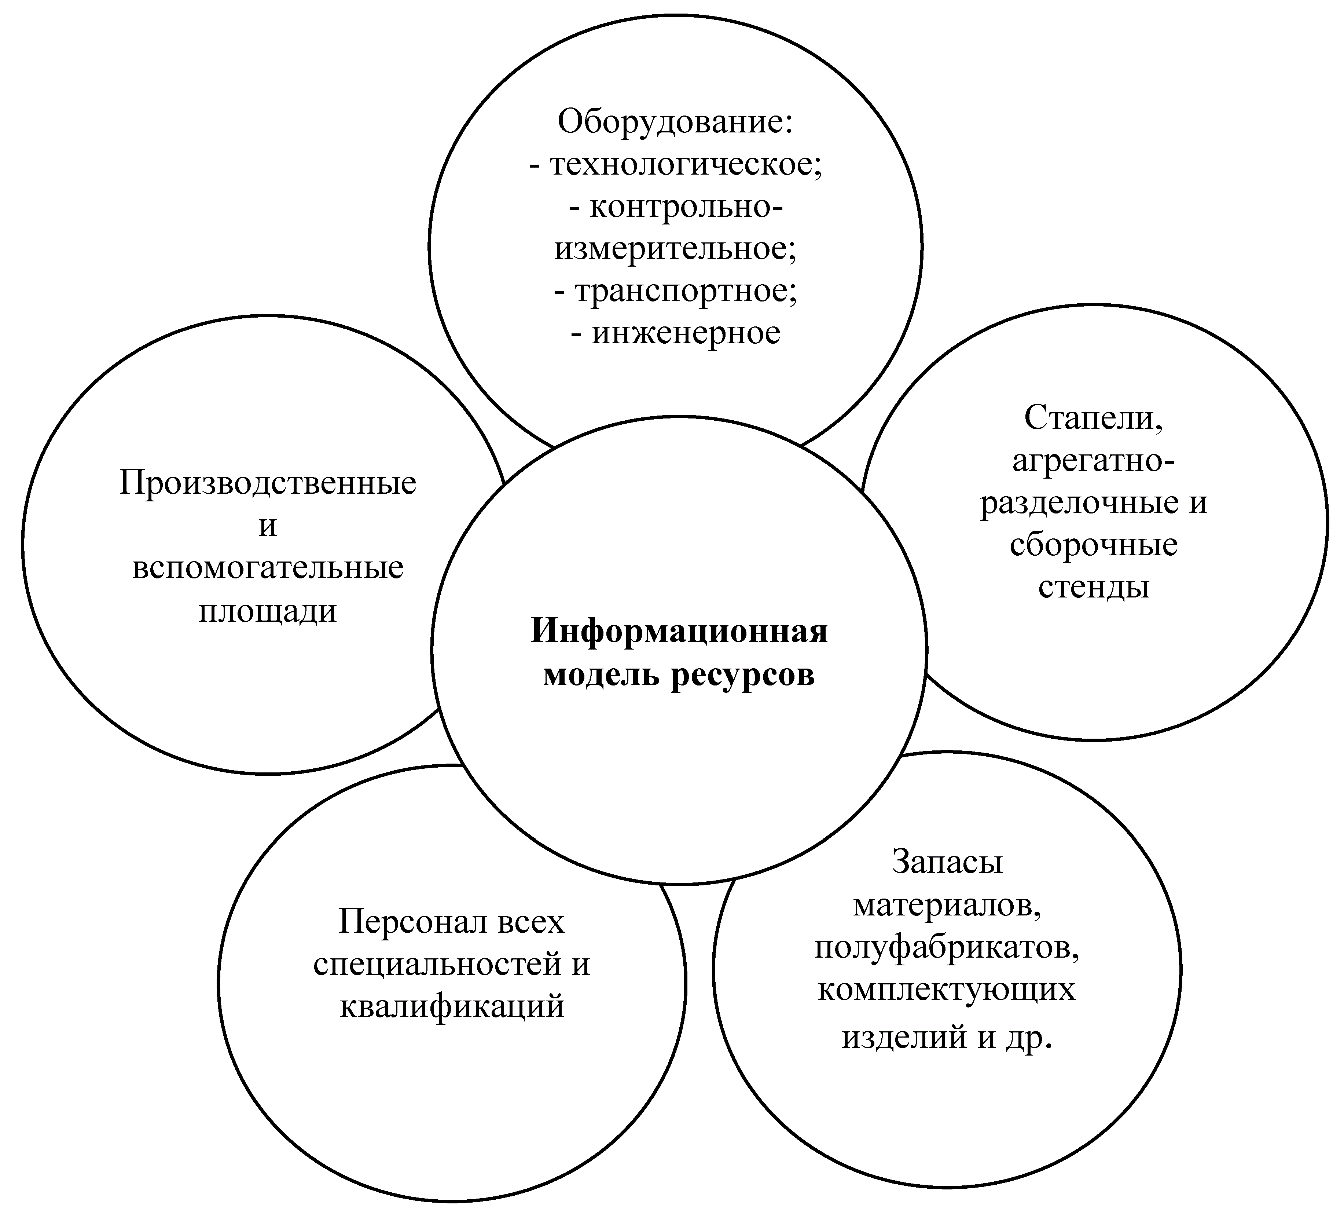 Оборудование:
- технологическое;
- контрольно-
измерительное;
- транспортное;
- инженерное
Стапели,
агрегатно-
разделочные и
сборочные
стенды
Производственные
и
вспомогательные
площади
Информационная
модель ресурсов
Запасы
материалов,
полуфабрикатов,
комплектующих
изделий и др.
Персонал всех
специальностей и
квалификаций